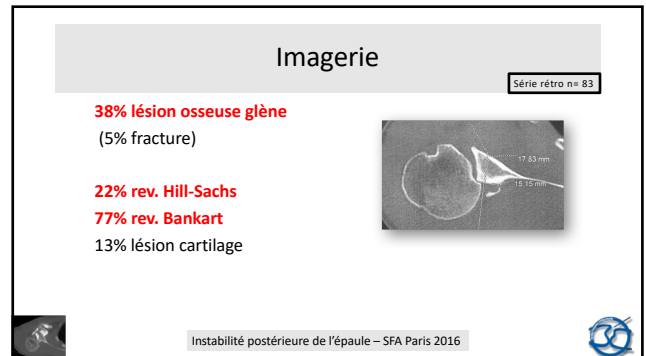 Imagerie
Série rétro n= 83
38% lésion osseuse glène
(5% fracture)
22% rev. Hill-Sachs
77% rev. Bankart
13% lésion cartilage
17.83 mm
15.15 mm
Instabilité postérieure de l'épaule – SFA Paris 2016